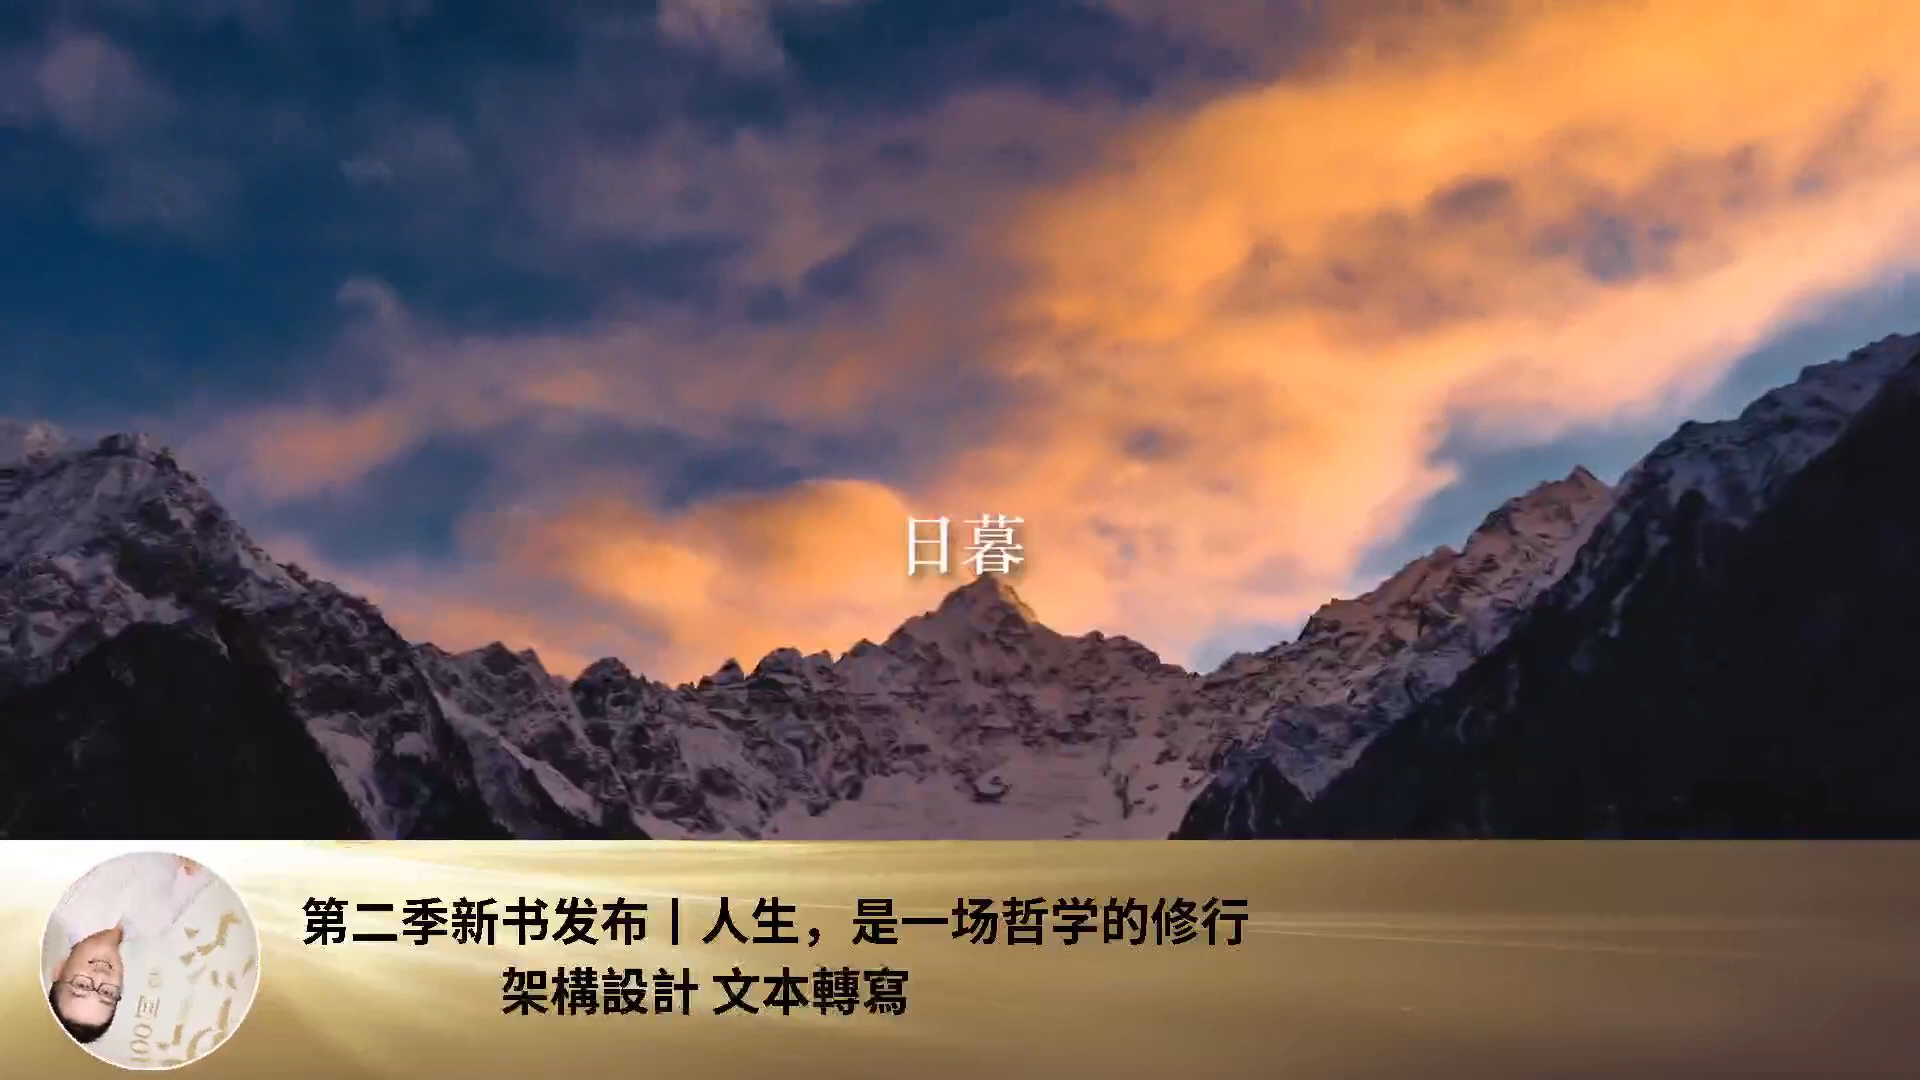 日暮
第二季新书发布丨人生，是一场哲学的修行
架構設計 文本轉寫